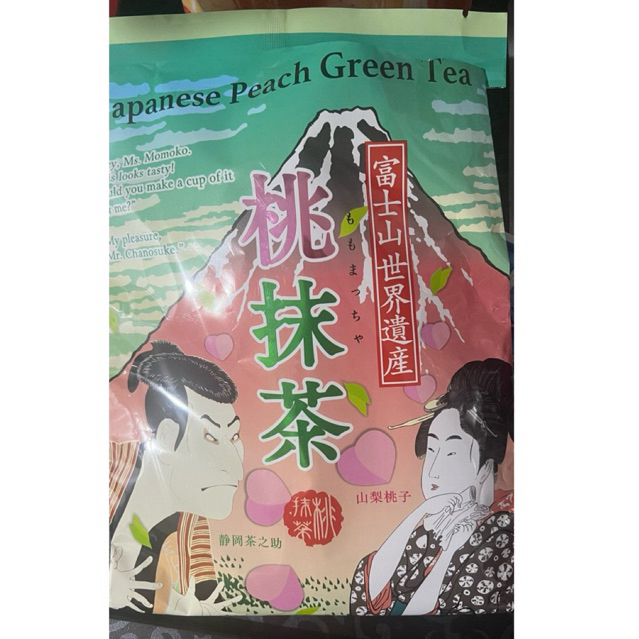 apanese Peach Green Tea
y, Ms. Momoko.
s looks tasty!
ld you make a cup of it
me?"
My pleasure,
Mr. Chanosuke."
桃抹茶
ももまっちゃ
富士山世界遺産
山梨桃子
静岡茶之助
桃
抹茶